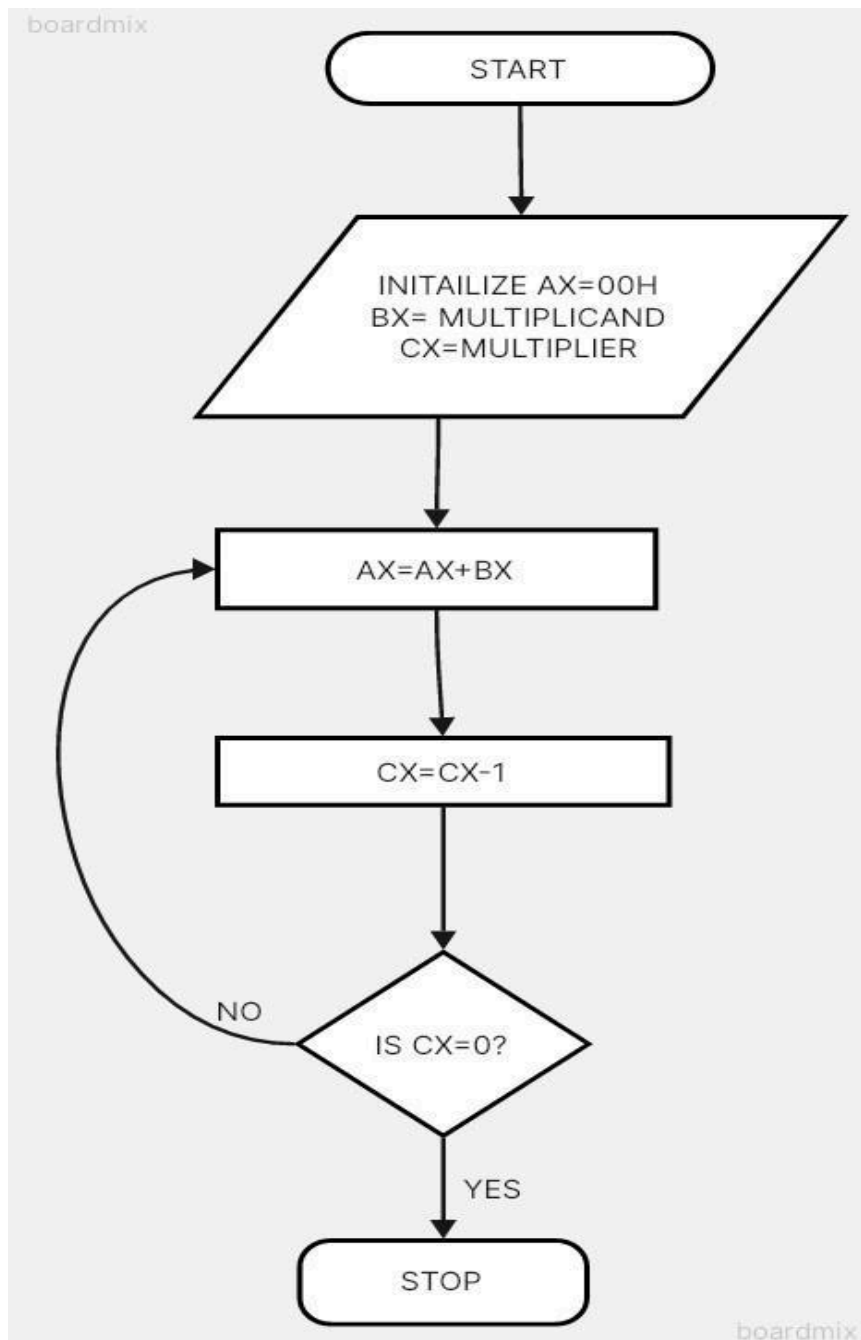 boardmix
START
INITAILIZE AX=00H
BX= MULTIPLICAND
CX=MULTIPLIER
AX=AX+BX
CX=CX-1
NO
IS CX=0?
YES
STOP
boardmix